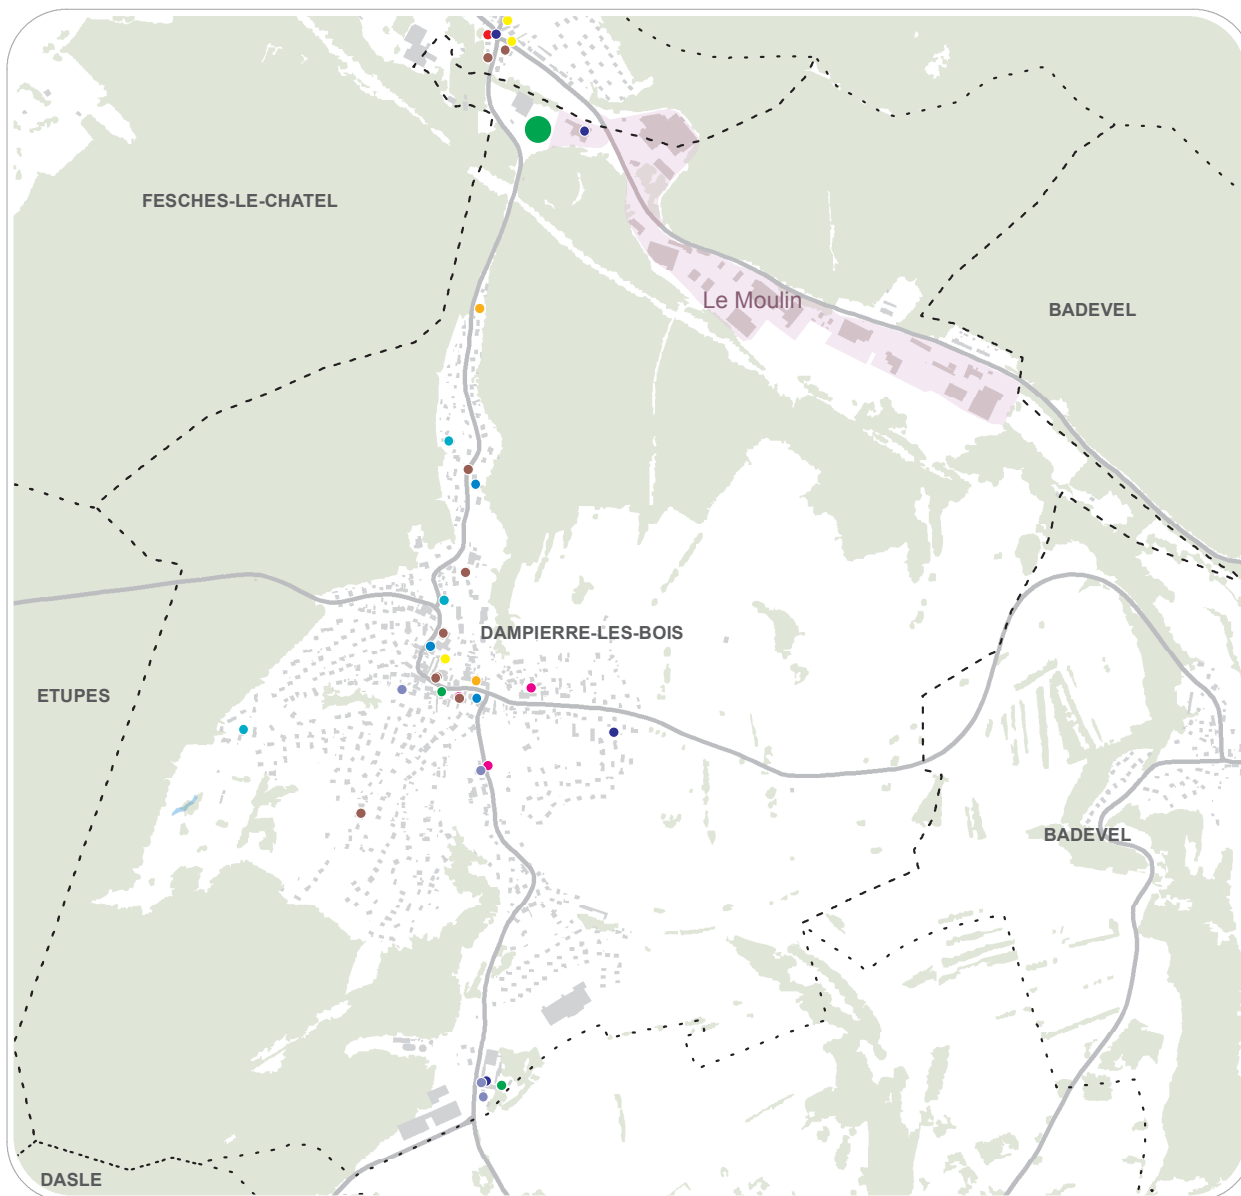 FESCHES-LE-CHATEL
Le Moulin
BADEVEL
DAMPIERRE-LES-BOIS
ETUPES
BADEVEL
DASLE